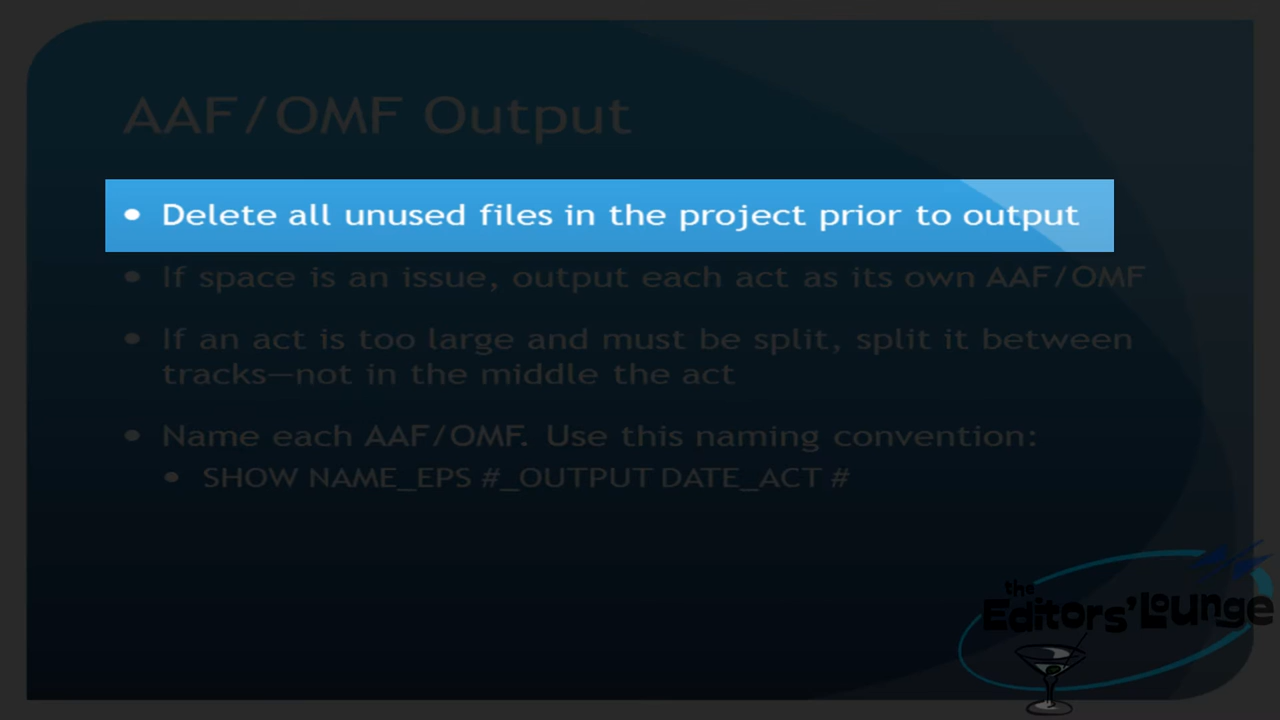 AAF/OMF Output
• Delete all unused files in the project prior to output
• If space is an issue, output each act as its own AAF/OMF
• If an act is too large and must be split, split it between
tracks—not in the middle the act
• Name each AAF/OMF. Use this naming convention:
• SHOW NAME_EPS #_OUTPUT DATE_ACT #
the
Editors' Lounge